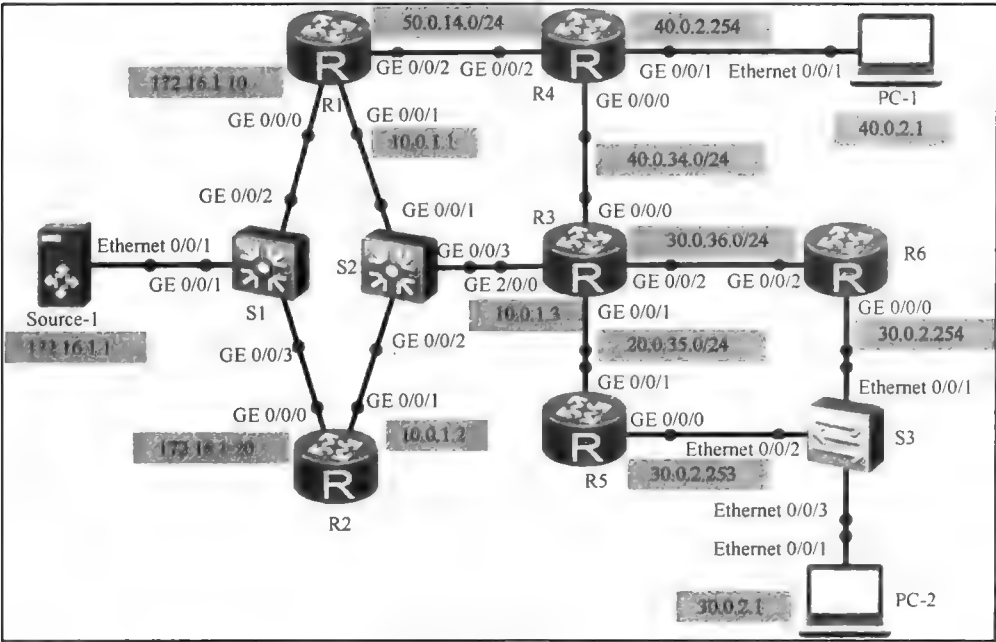 50.0.14.0/24
40.0.2.254
GE 0/0/2
GE 0/0/2
GE 0/0/1
Ethernet 0/0/1
172.16.1.10
R1
R4
PC-1
GE 0/0/0
GE 0/0/1
GE 0/0/0
10.0.1.1
40.0.2.1
40.0.34.0/24
GE 0/0/2
GE 0/0/1
R3
GE 0/0/0
30.0.36.0/24
R6
Ethernet 0/0/1
S2
GE 0/0/3
GE 0/0/1
GE 2/0/0
GE 0/0/2
GE 0/0/2
S1
10.0.1.3
GE 0/0/1
GE 0/0/0
Source-1
172.16.1.1
GE 0/0/3
GE 0/0/2
20.0.35.0/24
30.0.2.254
GE 0/0/1
Ethernet 0/0/1
GE 0/0/0
GE 0/0/1
GE 0/0/0
S3
172.16.1.20
10.0.1.2
Ethernet 0/0/2
R5
30.0.2.253
R2
Ethernet 0/0/3
Ethernet 0/0/1
30.0.2.1
PC-2